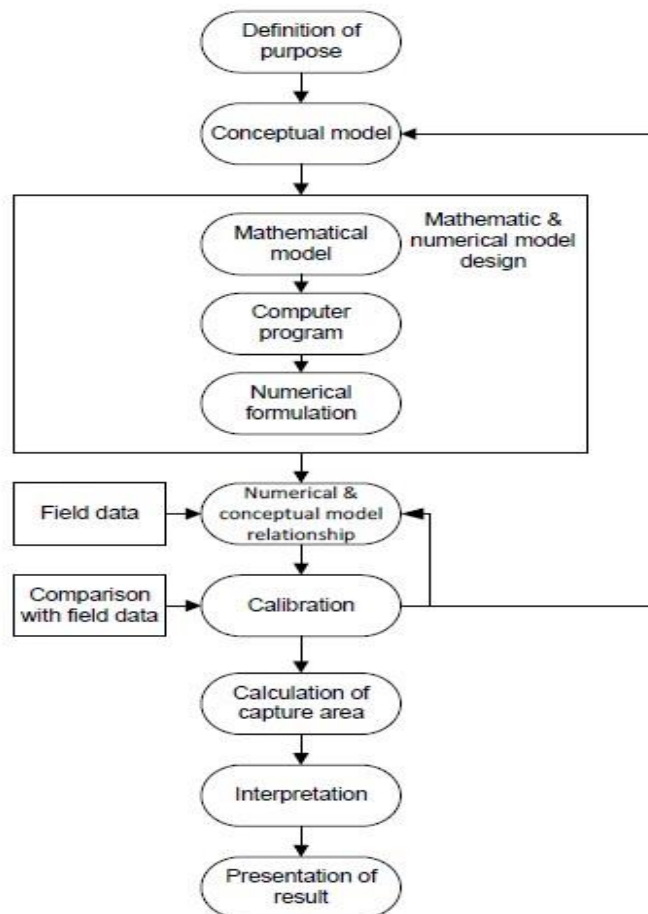 Definition of
purpose
Conceptual model
Mathematic &
numerical model
design
Mathematical
model
Computer
program
Numerical
formulation
Field data
Numerical &
conceptual model
relationship
Comparison
with field data
Calibration
Calculation of
capture area
Interpretation
Presentation of
result